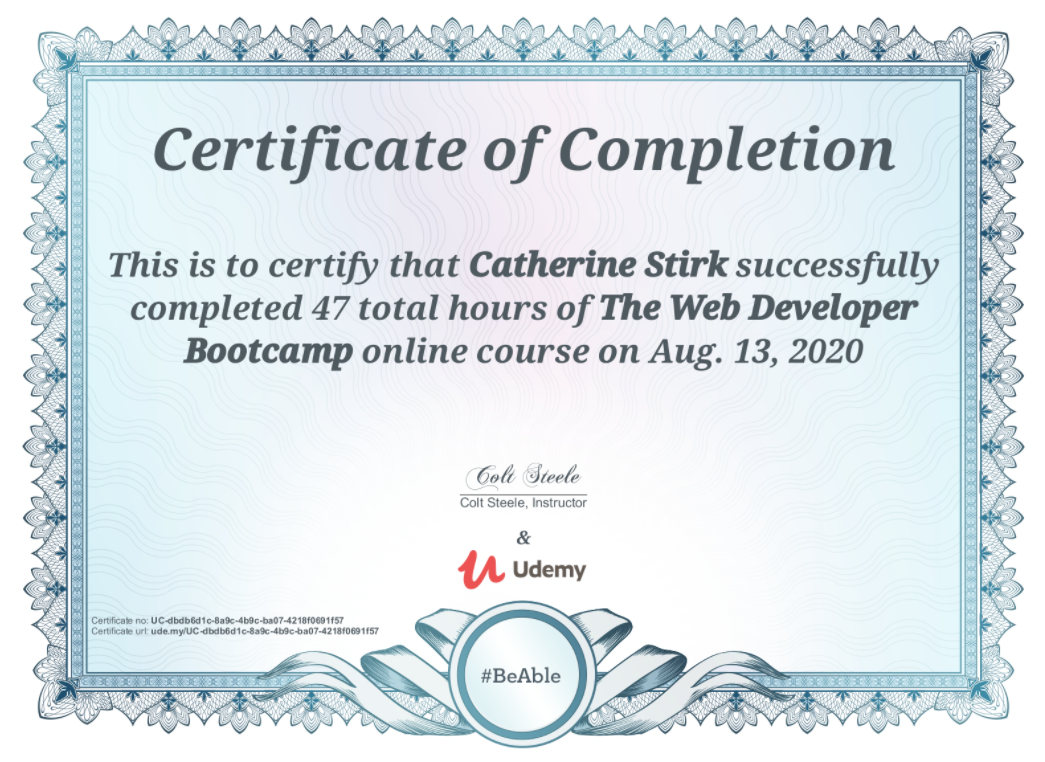 Certificate of Completion
This is to certify that Catherine Stirk successfully
completed 47 total hours of The Web Developer
Bootcamp online course on Aug. 13, 2020
Colt Steele
Colt Steele, Instructor
&
Udemy
Certificate no: UC-dbdb6d1c-8a9c-4b9c-ba07-4218f0691f57
Certificate url: ude.my/UC-dbdb6d1c-8a9c-4b9c-ba07-4218f0691f57
#BeAble